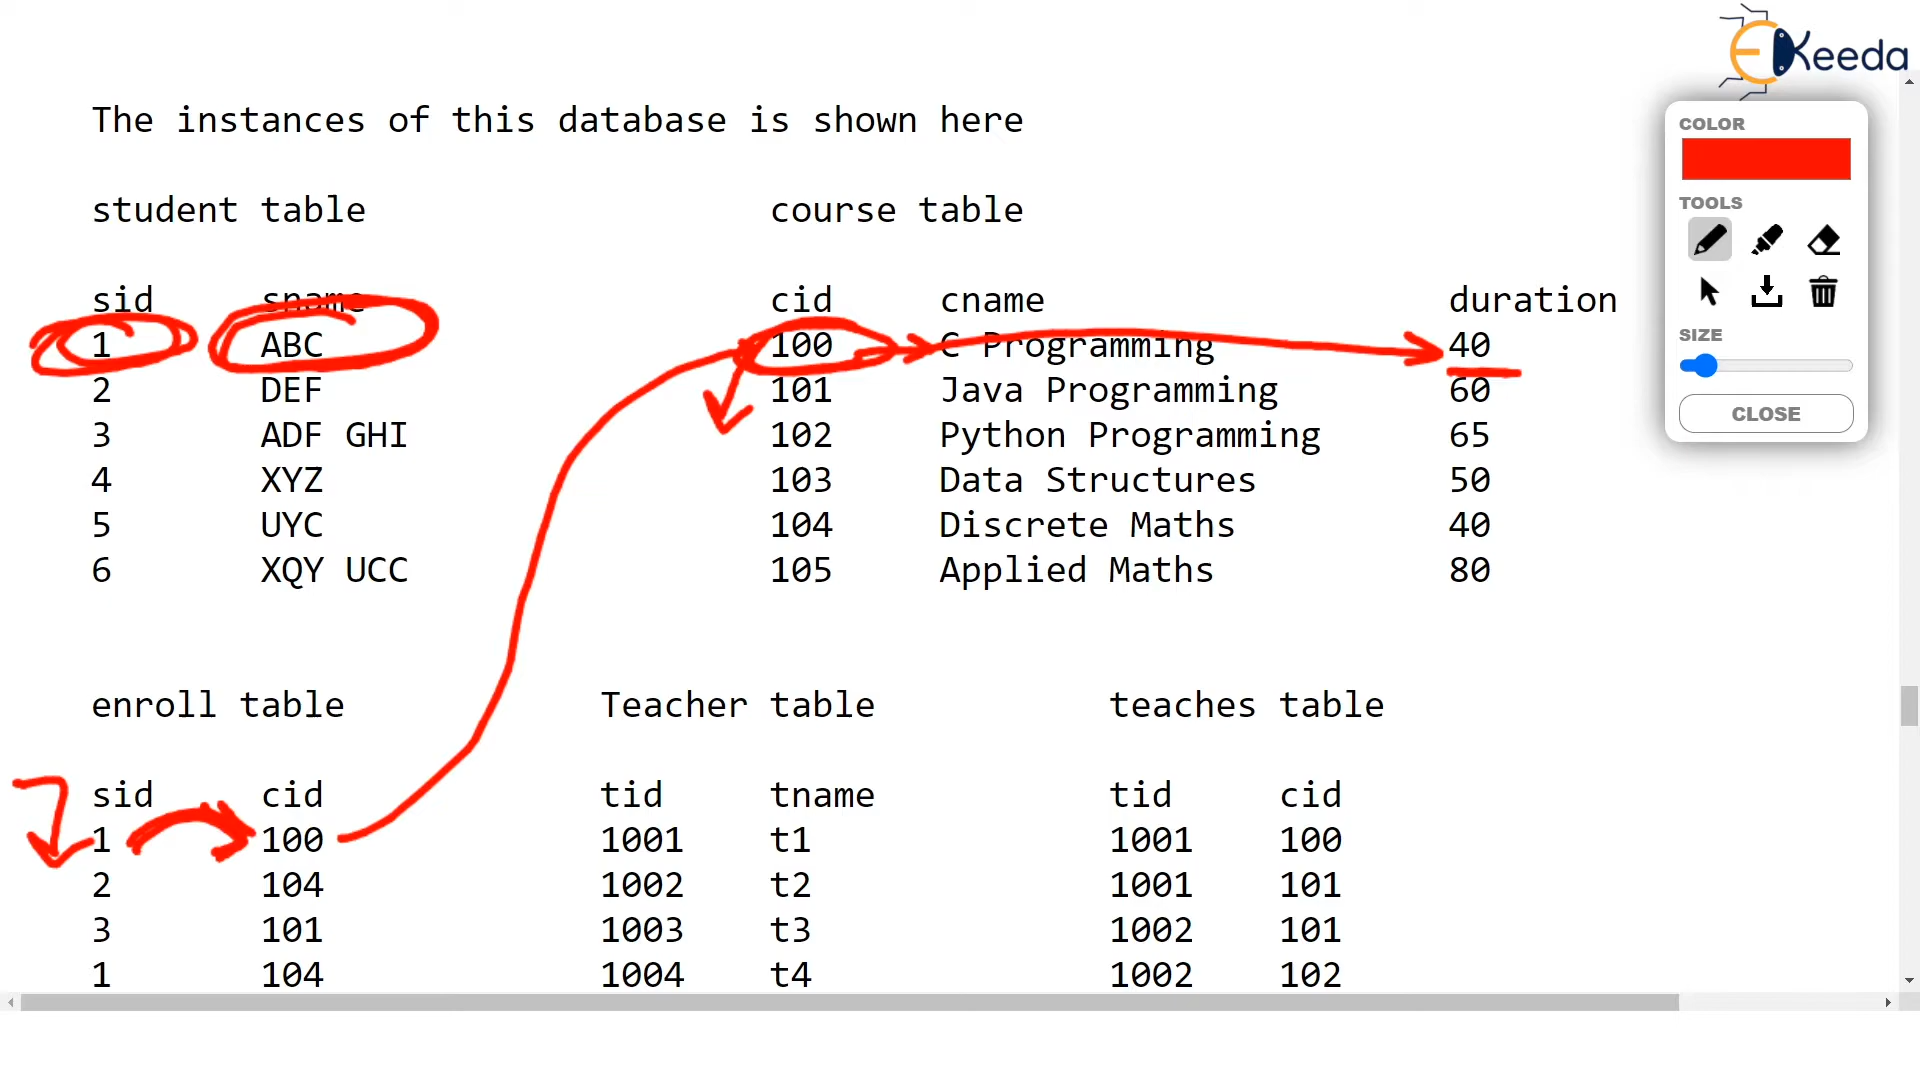 EKeeda
The instances of this database is shown here
student table course table
sid sname cid cname duration
1 ABC 100 C Programming 40
2 DEF 101 Java Programming 60
3 ADF GHI 102 Python Programming 65
4 XYZ 103 Data Structures 50
5 UYC 104 Discrete Maths 40
6 XQY UCC 105 Applied Maths 80
enroll table Teacher table teaches table
sid cid tid tname tid cid
1 100 1001 t1 1001 100
2 104 1002 t2 1001 101
3 101 1003 t3 1002 101
1 104 1004 t4 1002 102
COLOR
TOOLS
SIZE
CLOSE